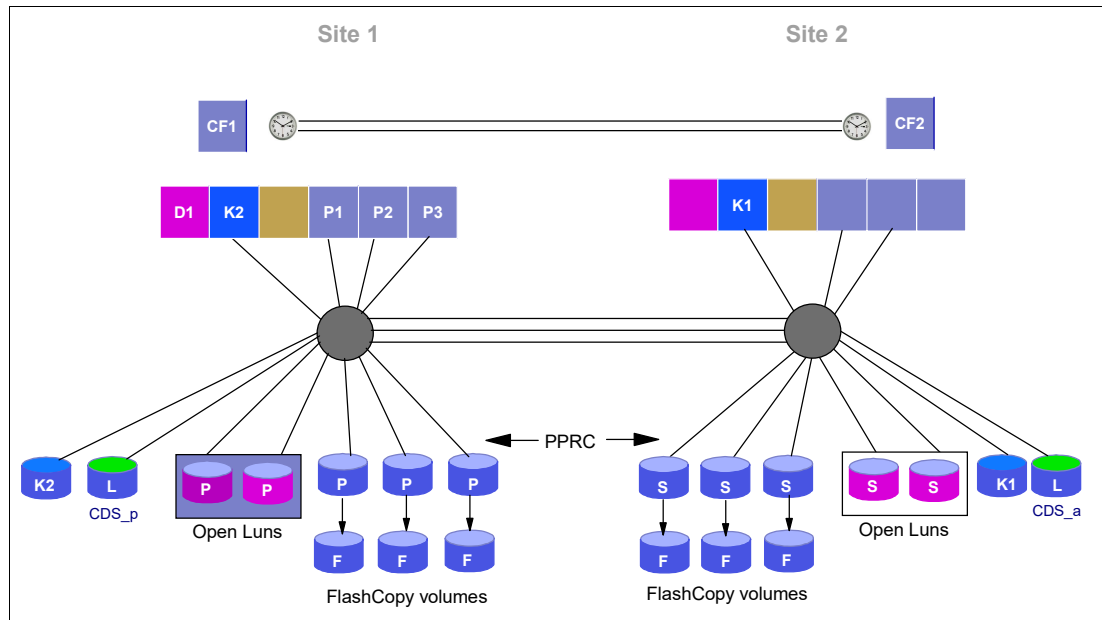 Site 1
Site 2
CF1
CF2
D1 K2 P1 P2 P3
K1
PPRC
K2 L P P P P P
S S S S S K1 L
CDS_p
CDS_a
Open Luns
Open Luns
F F F
F F F
FlashCopy volumes
FlashCopy volumes